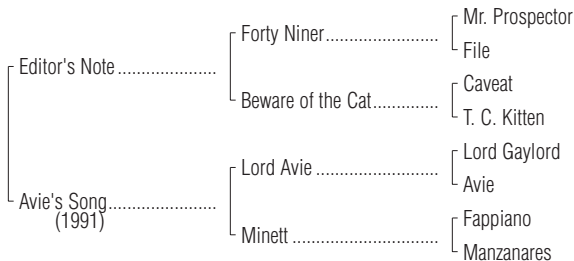 Mr. Prospector
Forty Niner
File
Editor's Note
Caveat
Beware of the Cat
T. C. Kitten
Lord Gaylord
Lord Avie
Avie
Avie's Song
(1991)
Fappiano
Minett
Manzanares